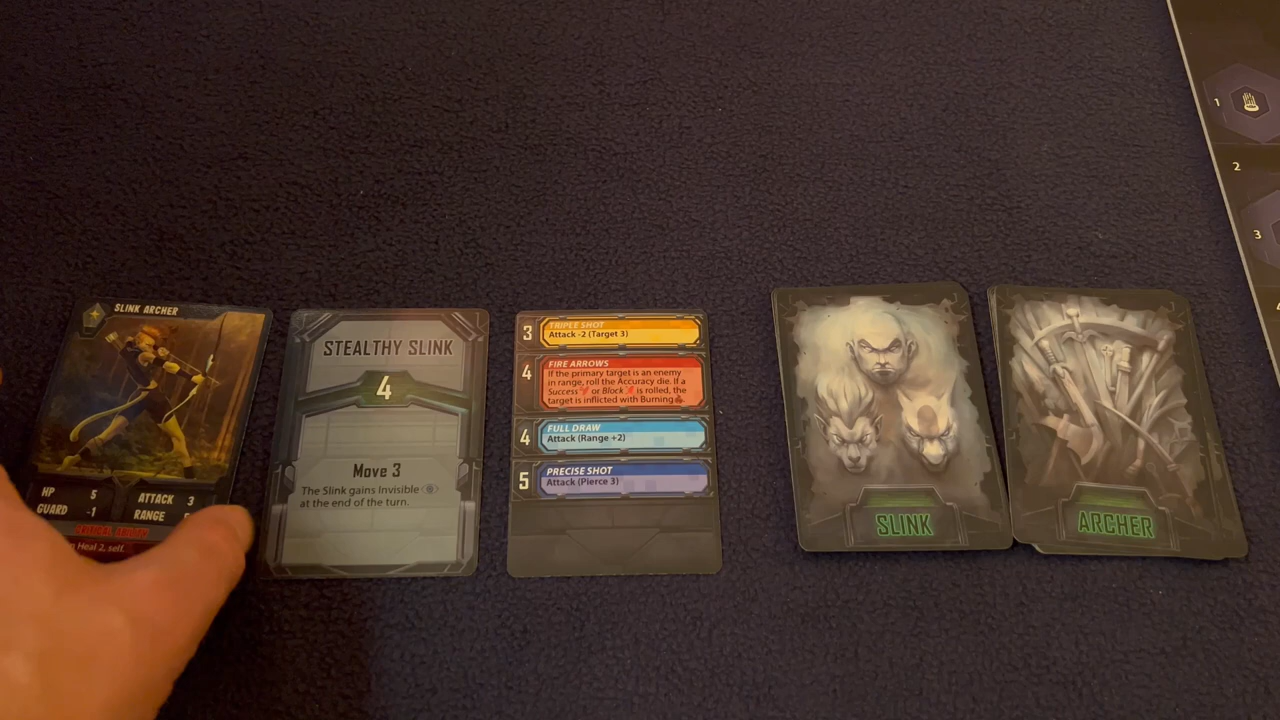 SLINK ARCHER
HP 5
GUARD -1
ATTACK 3
RANGE
CRITICAL ABILITY
Heal 2, self.
STEALTHY SLINK
4
Move 3
The Slink gains Invisible
at the end of the turn.
3
TRIPLE SHOT
Attack -2 (Target 3)
4
FIRE ARROWS
If the primary target is an enemy
in range, roll the Accuracy die. If a
Success or Block is rolled, the
target is inflicted with Burning
4
FULL DRAW
Attack (Range +2)
5
PRECISE SHOT
Attack (Pierce 3)
SLINK
ARCHER
1
2
3